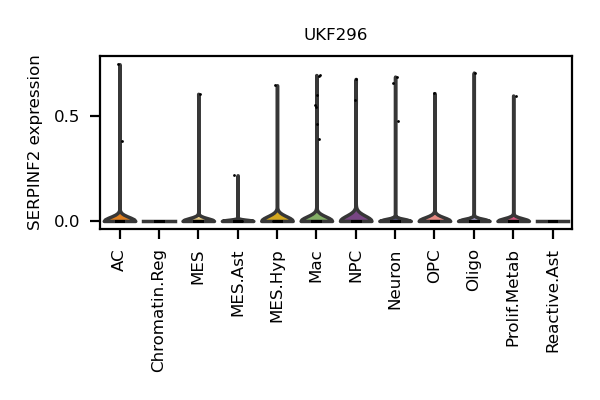 UKF296
SERPINF2 expression
0.5
0.0
AC
Chromatin.Reg
MES
MES.Ast
MES.Hyp
Mac
NPC
Neuron
OPC
Oligo
Prolif.Metab
Reactive.Ast